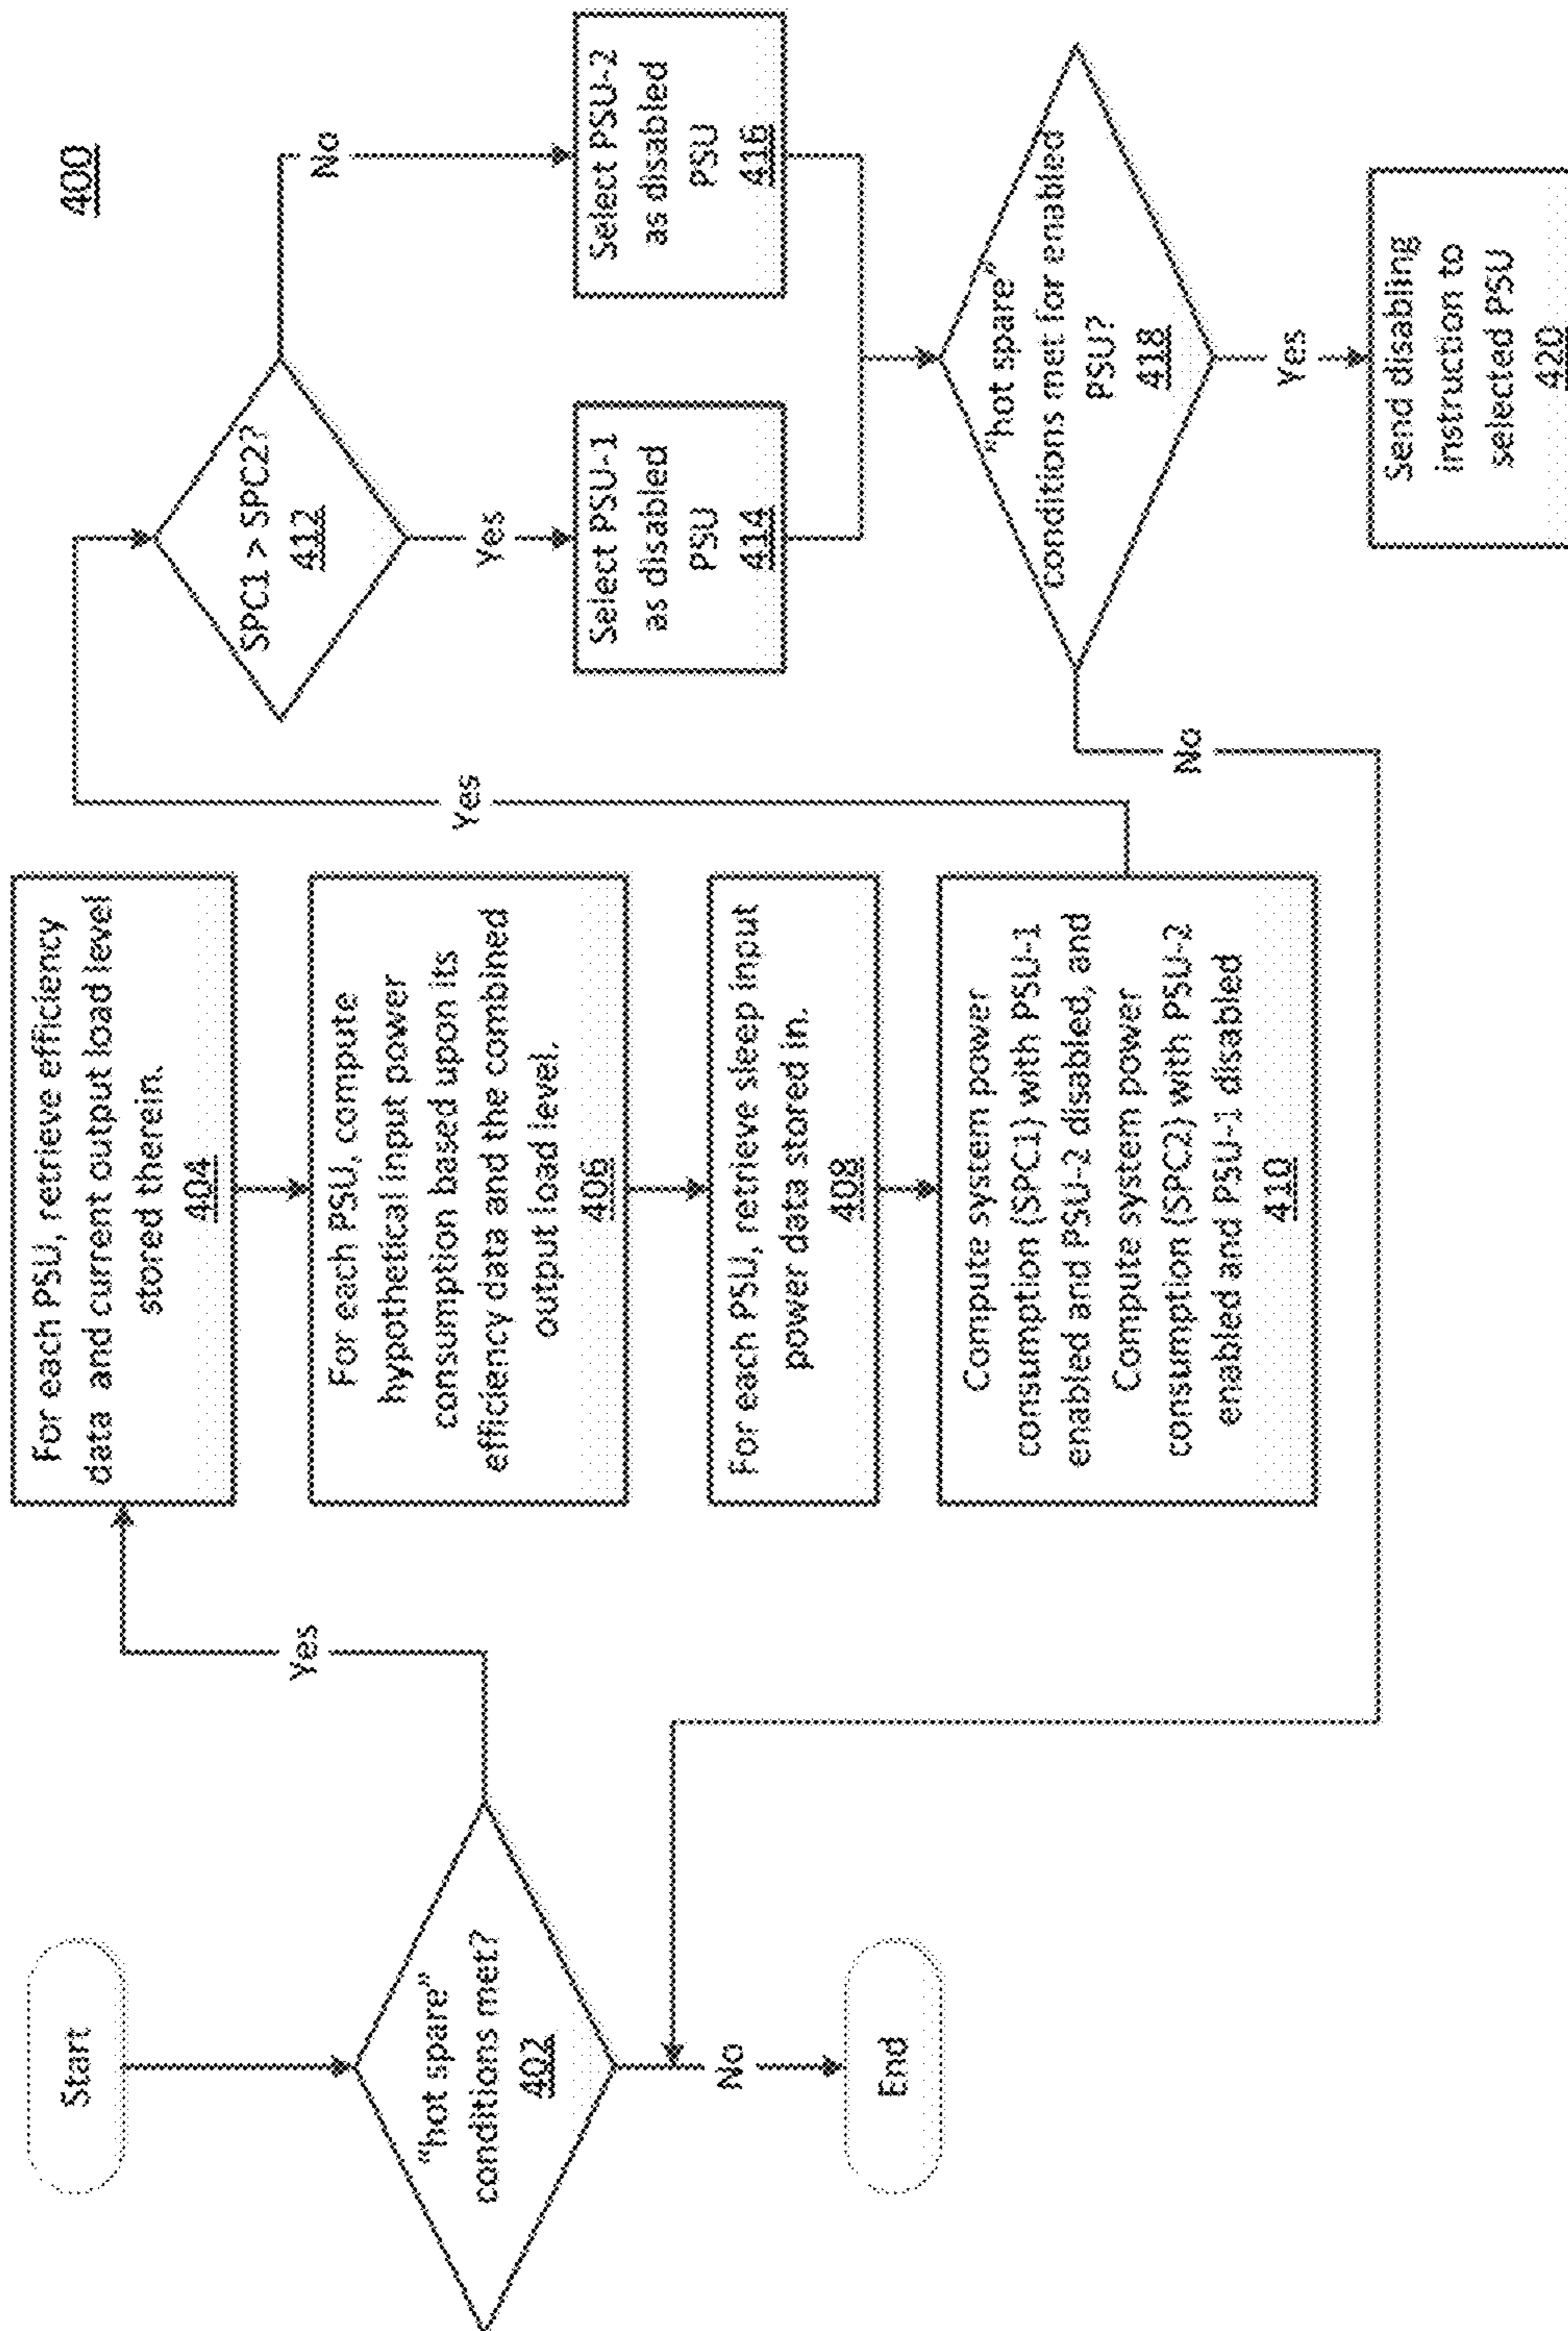 400
Start
"hot spare"
conditions met?
402
Yes
No
End
For each PSU, retrieve efficiency
data and current output load level
stored therein.
404
For each PSU, compute
hypothetical input power
consumption based upon its
efficiency data and the combined
output load level.
406
For each PSU, retrieve sleep input
power data stored in.
408
Compute system power
consumption (SPC1) with PSU-1
enabled and PSU-2 disabled, and
Compute system power
consumption (SPC2) with PSU-2
enabled and PSU-1 disabled
410
Yes
SPC1 > SPC2?
412
Yes
No
Select PSU-1
as disabled
PSU
414
Select PSU-2
as disabled
PSU
416
"hot spare"
conditions met for enabled
PSU?
418
No
Yes
Send disabling
instruction to
selected PSU
420